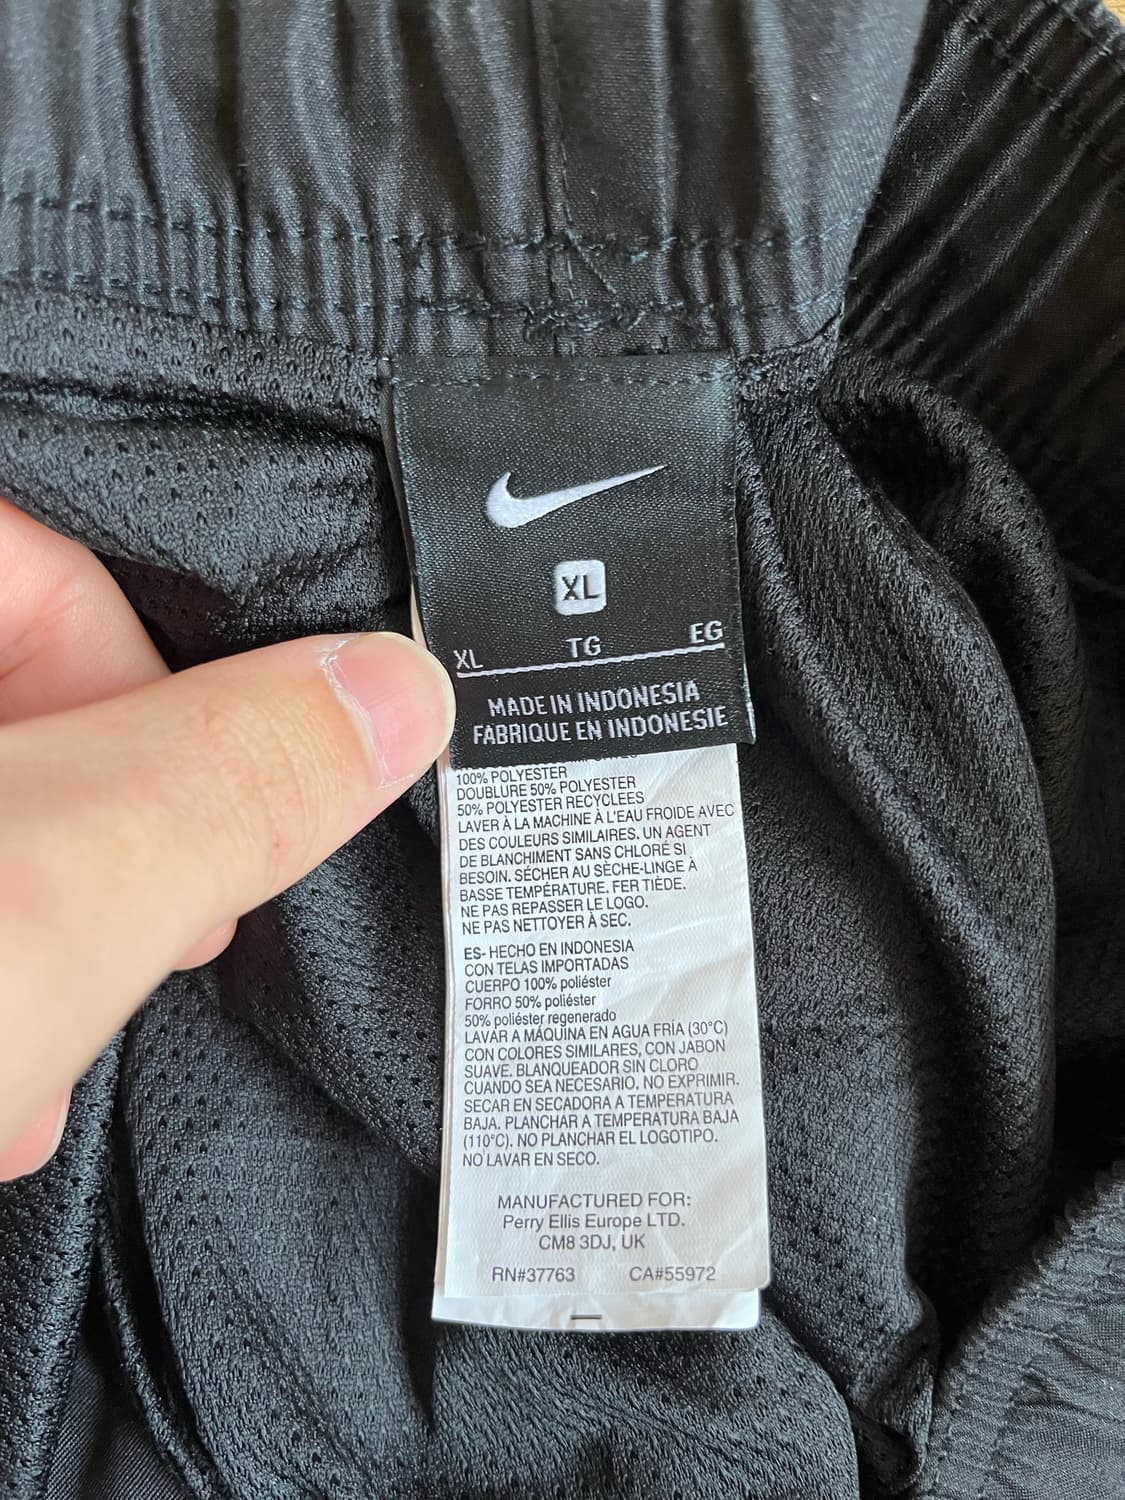 XL
XL TG EG
MADE IN INDONESIA
FABRIQUE EN INDONESIE
100% POLYESTER
DOUBLURE 50% POLYESTER
50% POLYESTER RECYCLEES
LAVER À LA MACHINE À L'EAU FROIDE AVEC
DES COULEURS SIMILAIRES. UN AGENT
DE BLANCHIMENT SANS CHLORÉ SI
BESOIN. SÉCHER AU SÈCHE-LINGE À
BASSE TEMPÉRATURE. FER TIÈDE.
NE PAS REPASSER LE LOGO.
NE PAS NETTOYER À SEC.
ES- HECHO EN INDONESIA
CON TELAS IMPORTADAS
CUERPO 100% poliéster
FORRO 50% poliéster
50% poliéster regenerado
LAVAR A MÁQUINA EN AGUA FRÍA (30°C)
CON COLORES SIMILARES, CON JABON
SUAVE. BLANQUEADOR SIN CLORO
CUANDO SEA NECESARIO. NO EXPRIMIR.
SECAR EN SECADORA A TEMPERATURA
BAJA. PLANCHAR A TEMPERATURA BAJA
(110°C). NO PLANCHAR EL LOGOTIPO.
NO LAVAR EN SECO.
MANUFACTURED FOR:
Perry Ellis Europe LTD.
CM8 3DJ, UK
RN#37763 CA#55972